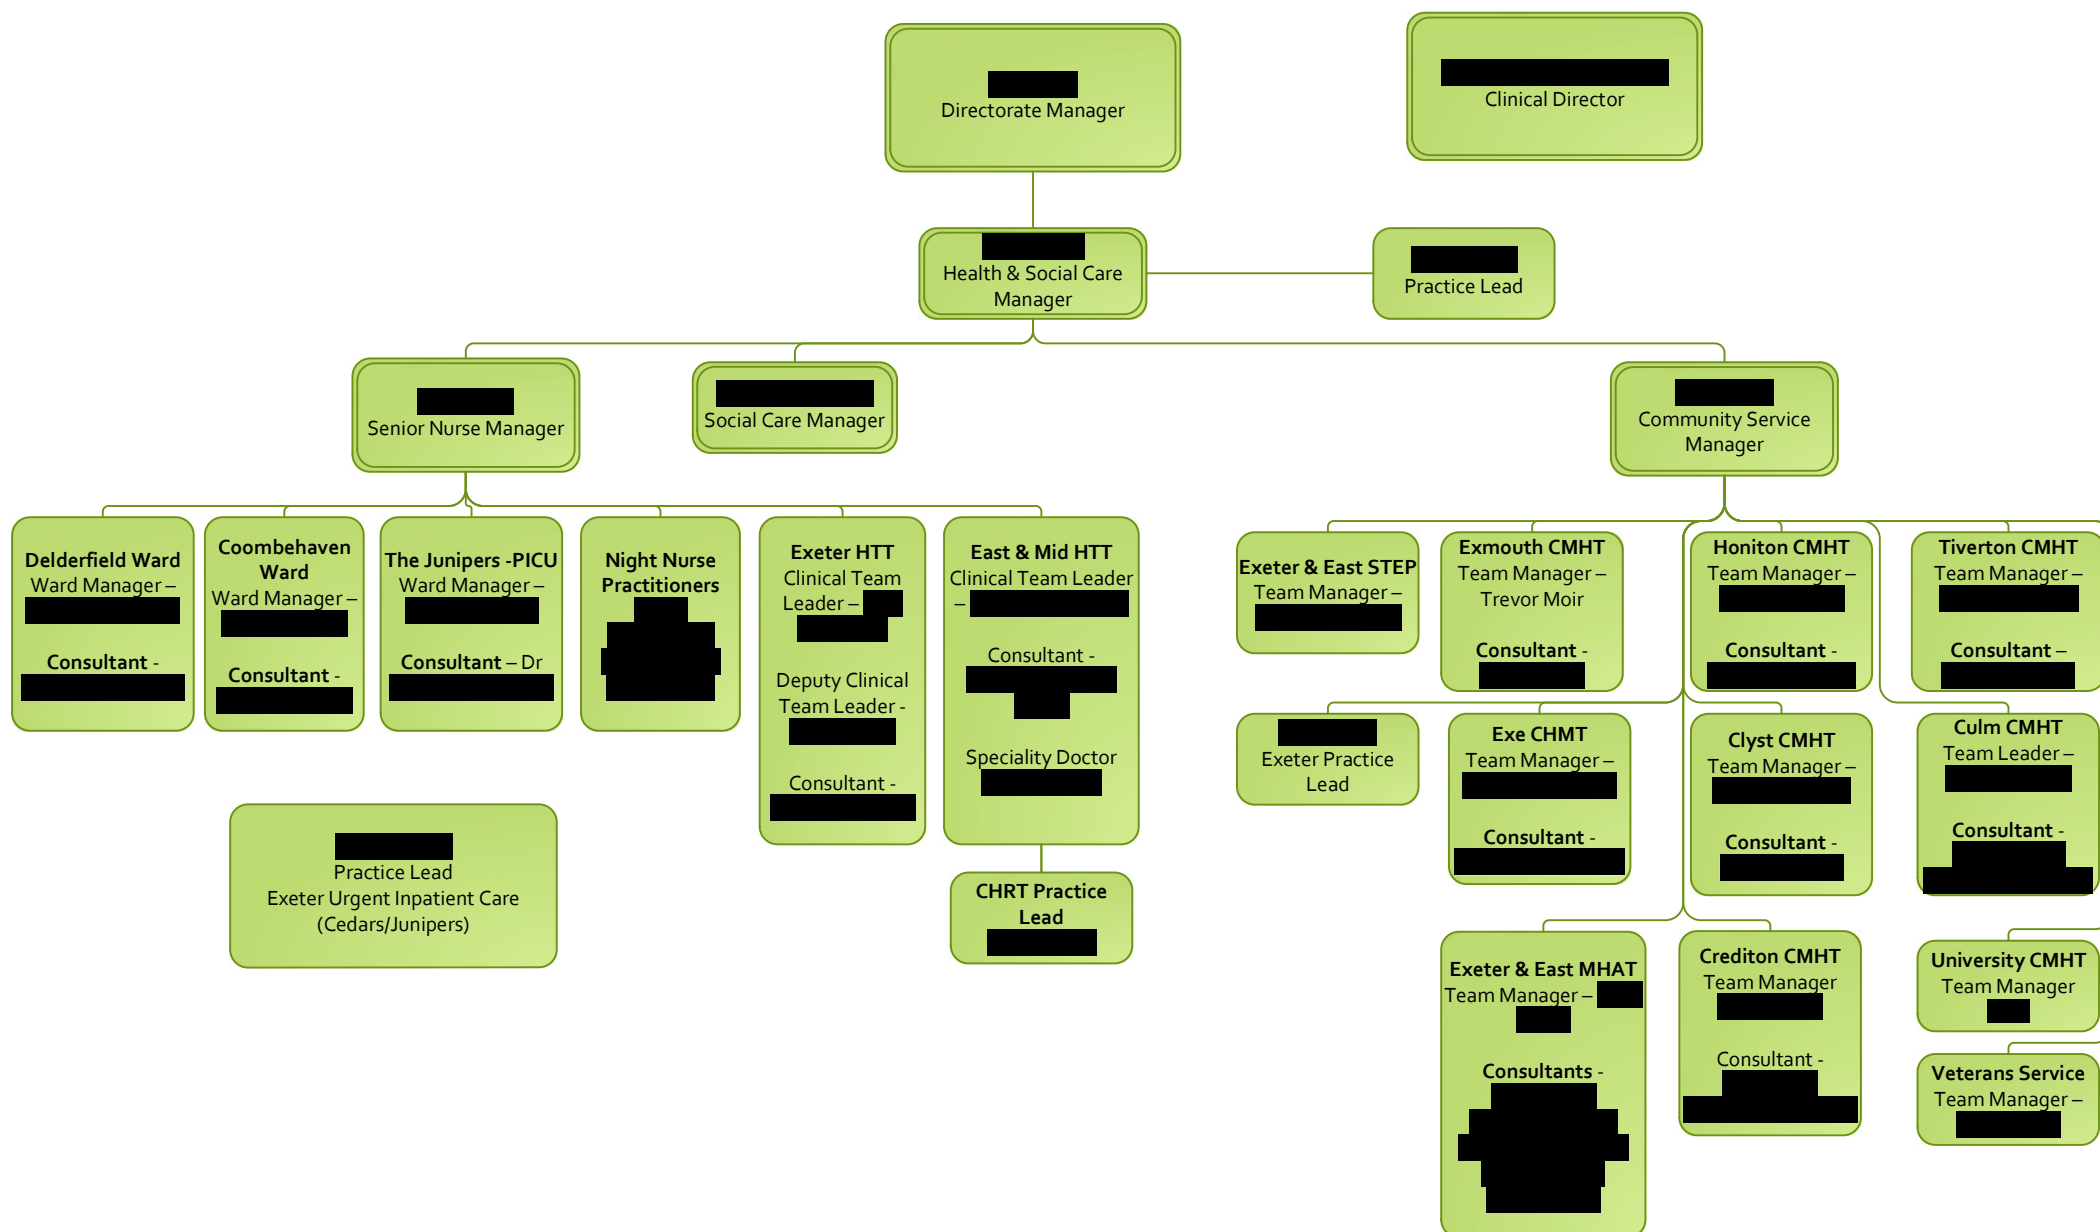 Directorate Manager
Clinical Director
Health & Social Care
Manager
Practice Lead
Senior Nurse Manager
Social Care Manager
Community Service
Manager
Delderfield Ward
Ward Manager –
Consultant -
Coombehaven
Ward
Ward Manager –
Consultant -
The Junipers -PICU
Ward Manager –
Consultant – Dr
Night Nurse
Practitioners
Exeter HTT
Clinical Team
Leader –
Deputy Clinical
Team Leader -
Consultant -
East & Mid HTT
Clinical Team Leader
–
Consultant -
Speciality Doctor
CHRT Practice
Lead
Practice Lead
Exeter Urgent Inpatient Care
(Cedars/Junipers)
Exeter & East STEP
Team Manager –
Exmouth CMHT
Team Manager –
Trevor Moir
Consultant -
Honiton CMHT
Team Manager –
Consultant -
Tiverton CMHT
Team Manager –
Consultant –
Exeter Practice
Lead
Exe CHMT
Team Manager –
Consultant -
Clyst CMHT
Team Manager –
Consultant -
Culm CMHT
Team Leader –
Consultant -
Exeter & East MHAT
Team Manager –
Consultants -
Crediton CMHT
Team Manager
Consultant -
University CMHT
Team Manager
Veterans Service
Team Manager –